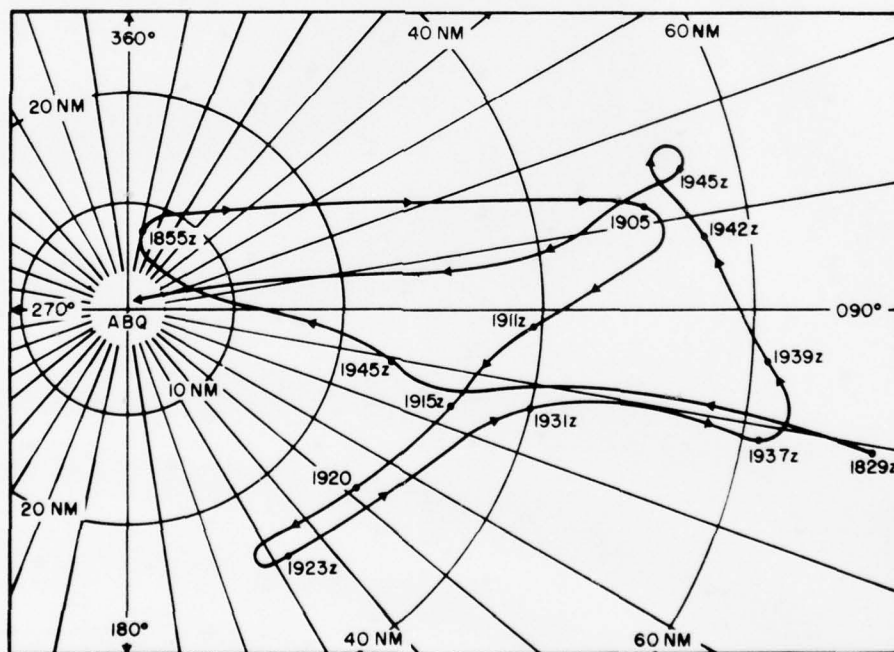 360°
40 NM
60 NM
20 NM
1945z
1855z
1905
1942z
270°
ABQ
1911z
090°
1945z
1939z
10 NM
1915z
1931z
1937z
1829z
1920
20 NM
1923z
180°
40 NM
60 NM